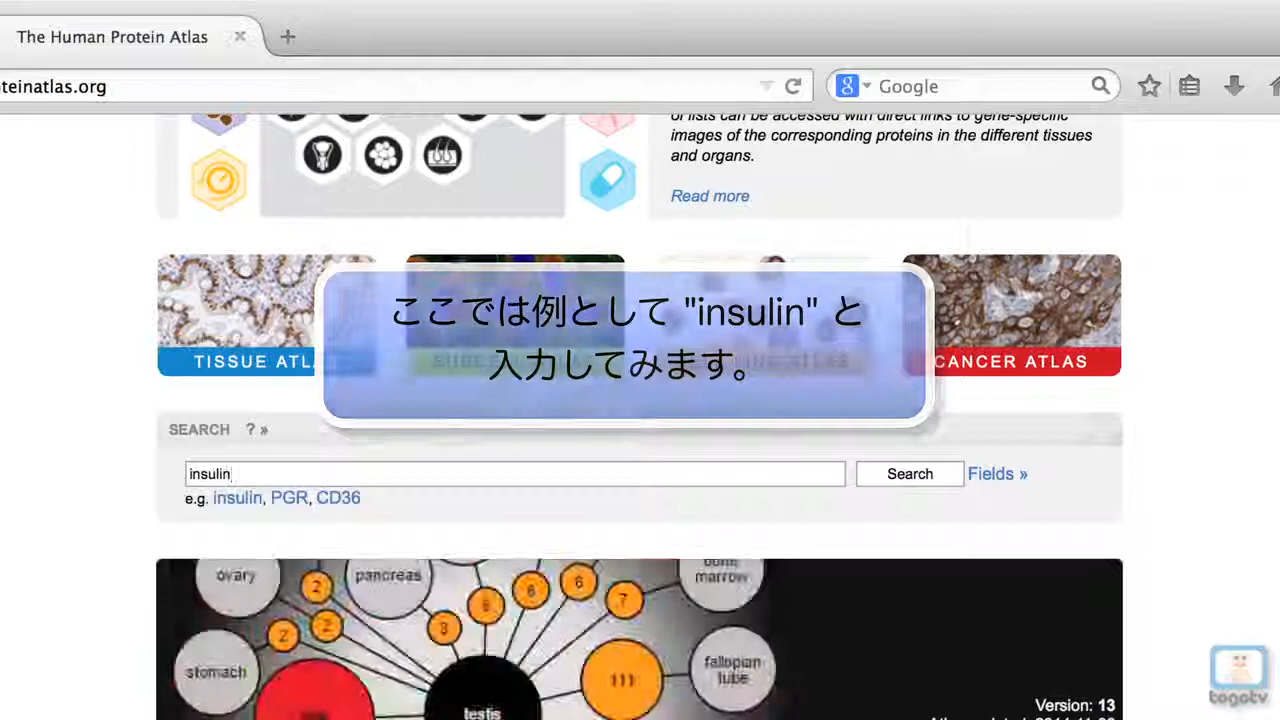 The Human Protein Atlas
teinatlas.org
Google
of lists can be accessed with direct links to gene-specific
images of the corresponding proteins in the different tissues
and organs.
Read more
ここでは例として "insulin" と
入力してみます。
TISSUE ATL
CANCER ATLAS
SEARCH ? »
insulin
Search
Fields »
e.g. insulin, PGR, CD36
ovary
2
pancreas
6
6
6
7
bone
marrow
2
2
3
stomach
111
fallopian
tube
testis
Version: 13
togotv